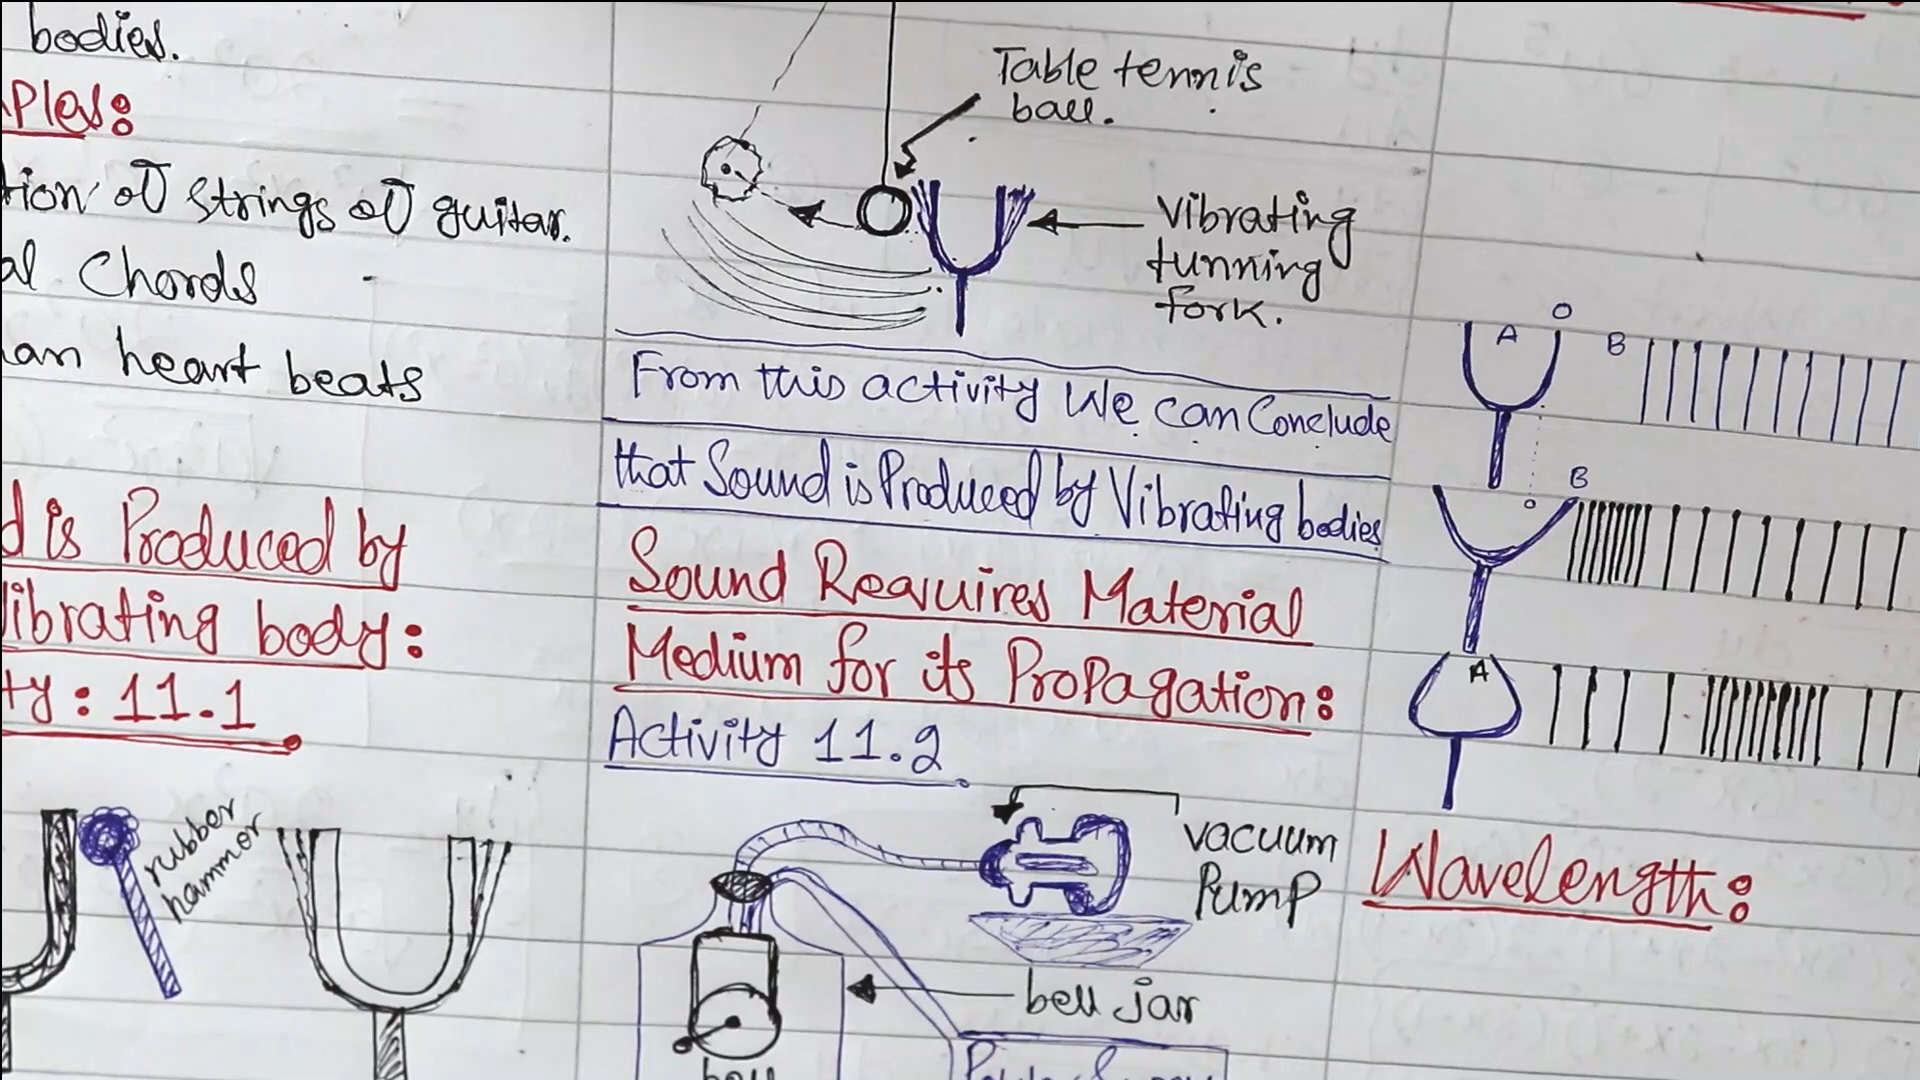 bodies.
ples:
tion of strings of guitar.
al Chords
an heart beats
d is Produced by
Vibrating body:
ty: 11.1
rubber
hammer
Table tennis
ball.
Vibrating
tunning
fork.
From this activity We can Conclude
that Sound is Produced by Vibrating bodies
Sound Requires Material
Medium for its Propagation:
Activity 11.2
vacuum
Pump
bell jar
bell
A
B
B
A
Wavelength: